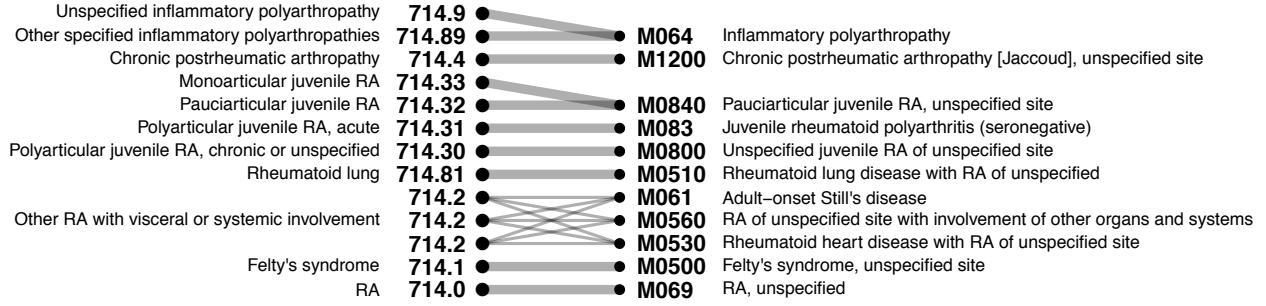 Unspecified inflammatory polyarthropathy 714.9
Other specified inflammatory polyarthropathies 714.89 M064 Inflammatory polyarthropathy
Chronic postrheumatic arthropathy 714.4 M1200 Chronic postrheumatic arthropathy [Jaccoud], unspecified site
Monoarticular juvenile RA 714.33
Pauciarticular juvenile RA 714.32 M0840 Pauciarticular juvenile RA, unspecified site
Polyarticular juvenile RA, acute 714.31 M083 Juvenile rheumatoid polyarthritis (seronegative)
Polyarticular juvenile RA, chronic or unspecified 714.30 M0800 Unspecified juvenile RA of unspecified site
Rheumatoid lung 714.81 M0510 Rheumatoid lung disease with RA of unspecified
714.2 M061 Adult−onset Still's disease
Other RA with visceral or systemic involvement 714.2 M0560 RA of unspecified site with involvement of other organs and systems
714.2 M0530 Rheumatoid heart disease with RA of unspecified site
Felty's syndrome 714.1 M0500 Felty's syndrome, unspecified site
RA 714.0 M069 RA, unspecified